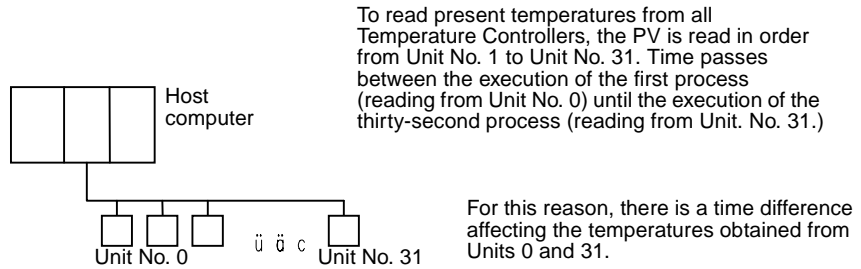 To read present temperatures from all
Temperature Controllers, the PV is read in order
from Unit No. 1 to Unit No. 31. Time passes
between the execution of the first process
(reading from Unit No. 0) until the execution of the
thirty-second process (reading from Unit. No. 31.)
Host
computer
For this reason, there is a time difference
affecting the temperatures obtained from
Units 0 and 31.
ü ä c
Unit No. 0
Unit No. 31